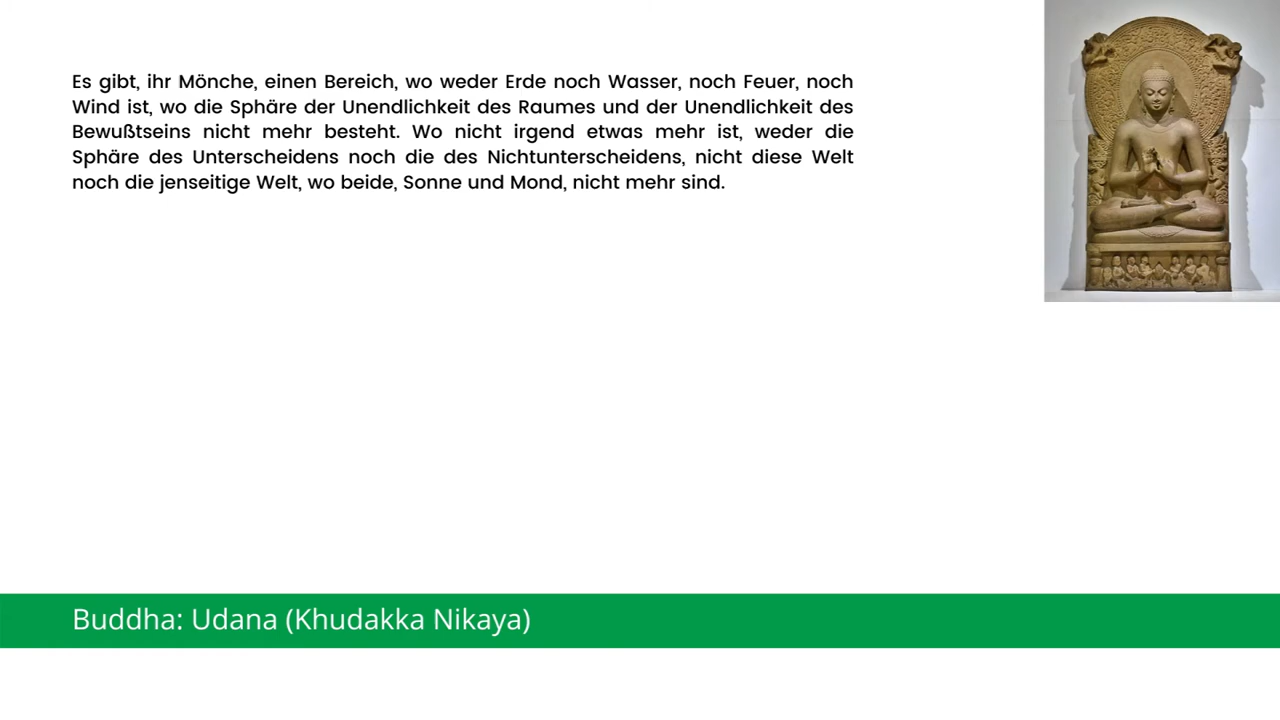 Es gibt, ihr Mönche, einen Bereich, wo weder Erde noch Wasser, noch Feuer, noch
Wind ist, wo die Sphäre der Unendlichkeit des Raumes und der Unendlichkeit des
Bewußtseins nicht mehr besteht. Wo nicht irgend etwas mehr ist, weder die
Sphäre des Unterscheidens noch die des Nichtunterscheidens, nicht diese Welt
noch die jenseitige Welt, wo beide, Sonne und Mond, nicht mehr sind.
Buddha: Udana (Khudakka Nikaya)